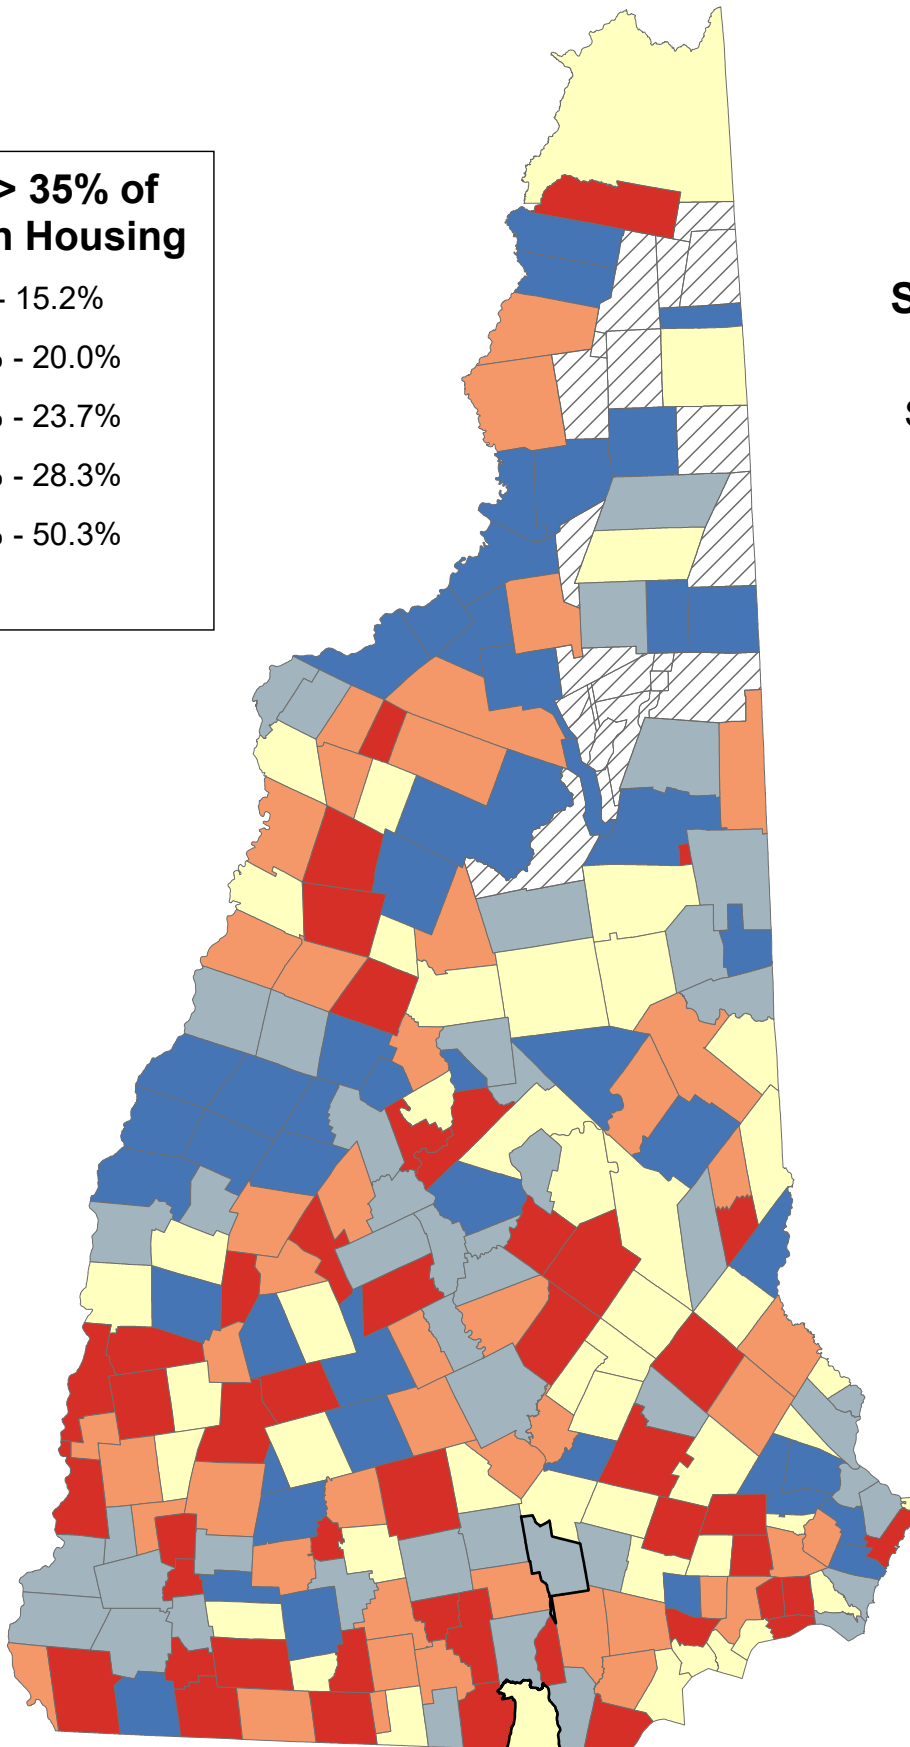 > 35% of
n Housing
- 15.2%
% - 20.0%
% - 23.7%
% - 28.3%
% - 50.3%
S
S